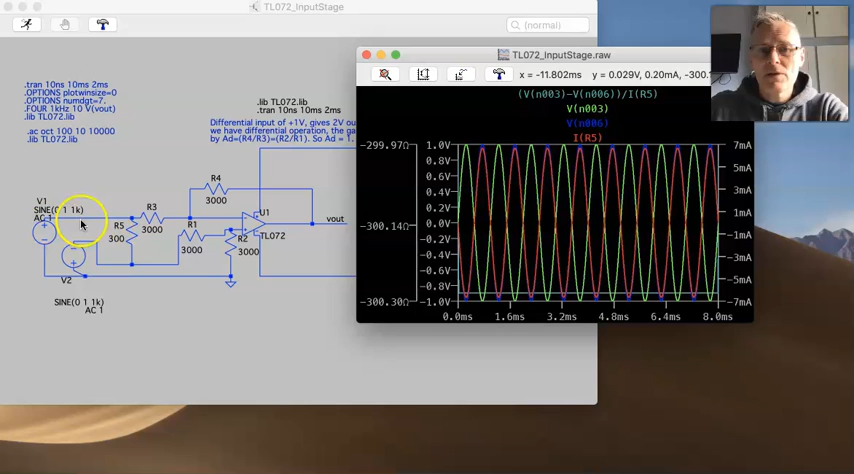 TL072_InputStage
(normal)
.tran 10ns 10ms 2ms
.OPTIONS plotwinsize=0
.OPTIONS numdgt=7.
.FOUR 1kHz 10 V(vout)
.lib TL072.lib
.ac oct 100 10 10000
.lib TL072.lib
.lib TL072.lib
.tran 10ns 10ms 2ms
Differential input of +1V, gives 2V ou
we have differential operation, the ga
by Ad=(R4/R3)=(R2/R1). So Ad = 1.
V1
SINE(0 1 1k)
AC 1
R5
300
R3
3000
R4
3000
R1
3000
R2
3000
U1
TL072
vout
V2
SINE(0 1 1k)
AC 1
TL072_InputStage.raw
x = -11.802ms y = 0.029V, 0.20mA, -300.1
(V(n003)-V(n006))/I(R5)
V(n003)
V(n006)
I(R5)
-299.97Ω
-300.14Ω
-300.30Ω
1.0V
0.8V
0.6V
0.4V
0.2V
0.0V
-0.2V
-0.4V
-0.6V
-0.8V
-1.0V
7mA
5mA
3mA
1mA
-1mA
-3mA
-5mA
-7mA
0.0ms 1.6ms 3.2ms 4.8ms 6.4ms 8.0ms